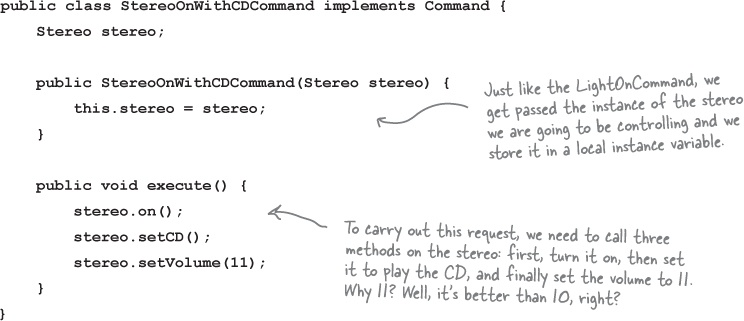 public class StereoOnWithCDCommand implements Command {
Stereo stereo;
public StereoOnWithCDCommand(Stereo stereo) {
this.stereo = stereo;
}
Just like the LightOnCommand, we
get passed the instance of the stereo
we are going to be controlling and we
store it in a local instance variable.
public void execute() {
stereo.on();
stereo.setCD();
stereo.setVolume(11);
}
}
To carry out this request, we need to call three
methods on the stereo: first, turn it on, then set
it to play the CD, and finally set the volume to 11.
Why 11? Well, it's better than 10, right?